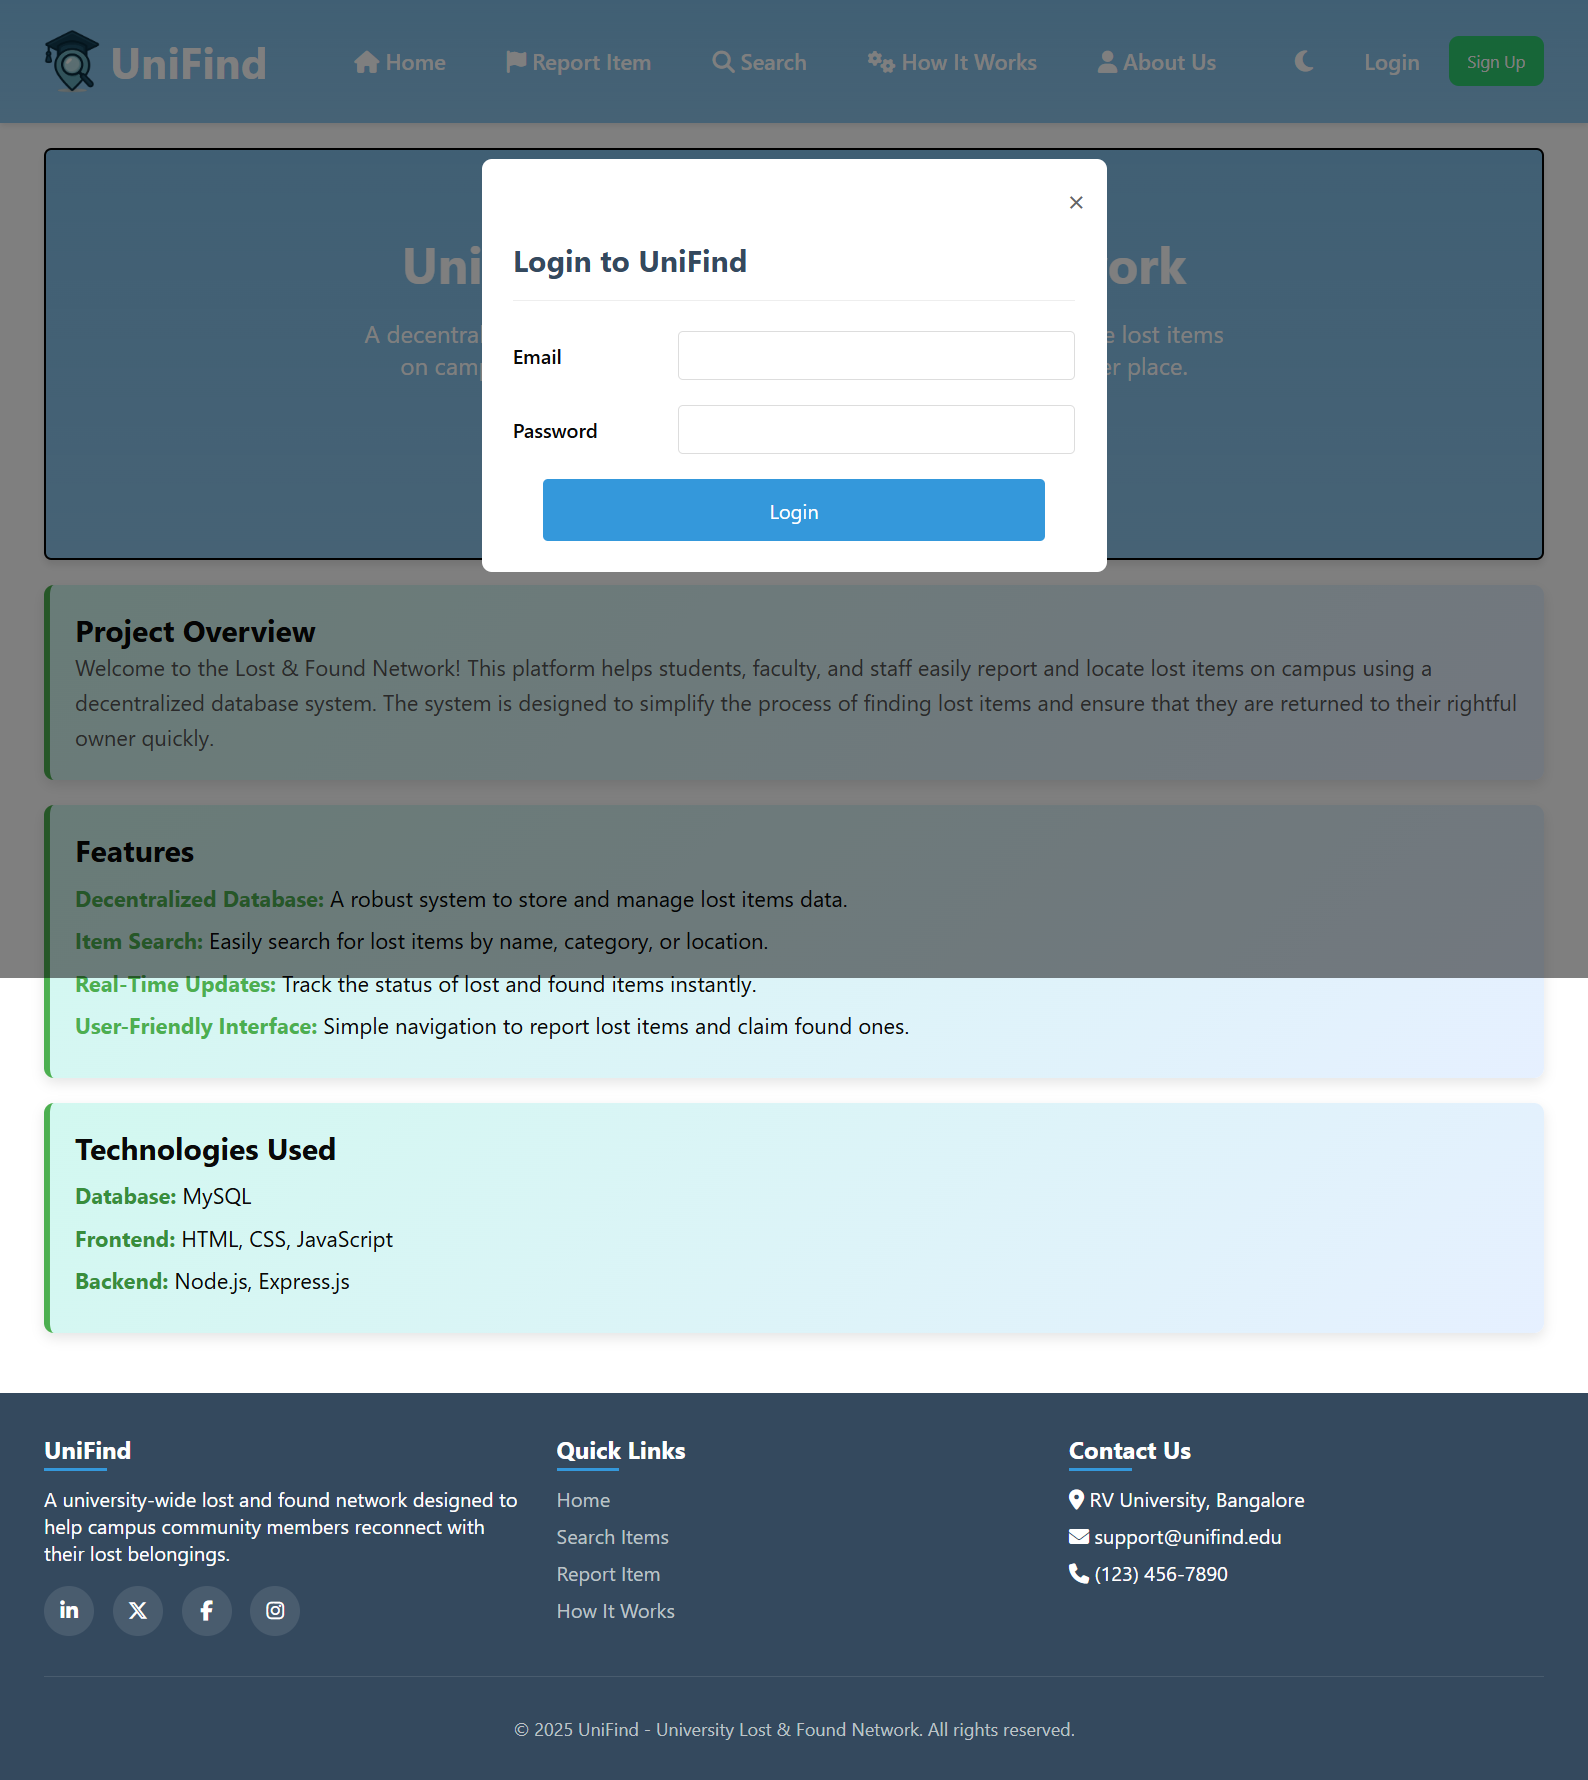 UniFind
Home
Report Item
Search
How It Works
About Us
Login
Sign Up
×
Login to UniFind
Email
Password
Login
Uni
ork
A decentral
e lost items
on camp
er place.
Project Overview
Welcome to the Lost & Found Network! This platform helps students, faculty, and staff easily report and locate lost items on campus using a
decentralized database system. The system is designed to simplify the process of finding lost items and ensure that they are returned to their rightful
owner quickly.
Features
Decentralized Database: A robust system to store and manage lost items data.
Item Search: Easily search for lost items by name, category, or location.
Real-Time Updates: Track the status of lost and found items instantly.
User-Friendly Interface: Simple navigation to report lost items and claim found ones.
Technologies Used
Database: MySQL
Frontend: HTML, CSS, JavaScript
Backend: Node.js, Express.js
UniFind
A university-wide lost and found network designed to
help campus community members reconnect with
their lost belongings.
Quick Links
Home
Search Items
Report Item
How It Works
Contact Us
RV University, Bangalore
support@unifind.edu
(123) 456-7890
© 2025 UniFind - University Lost & Found Network. All rights reserved.